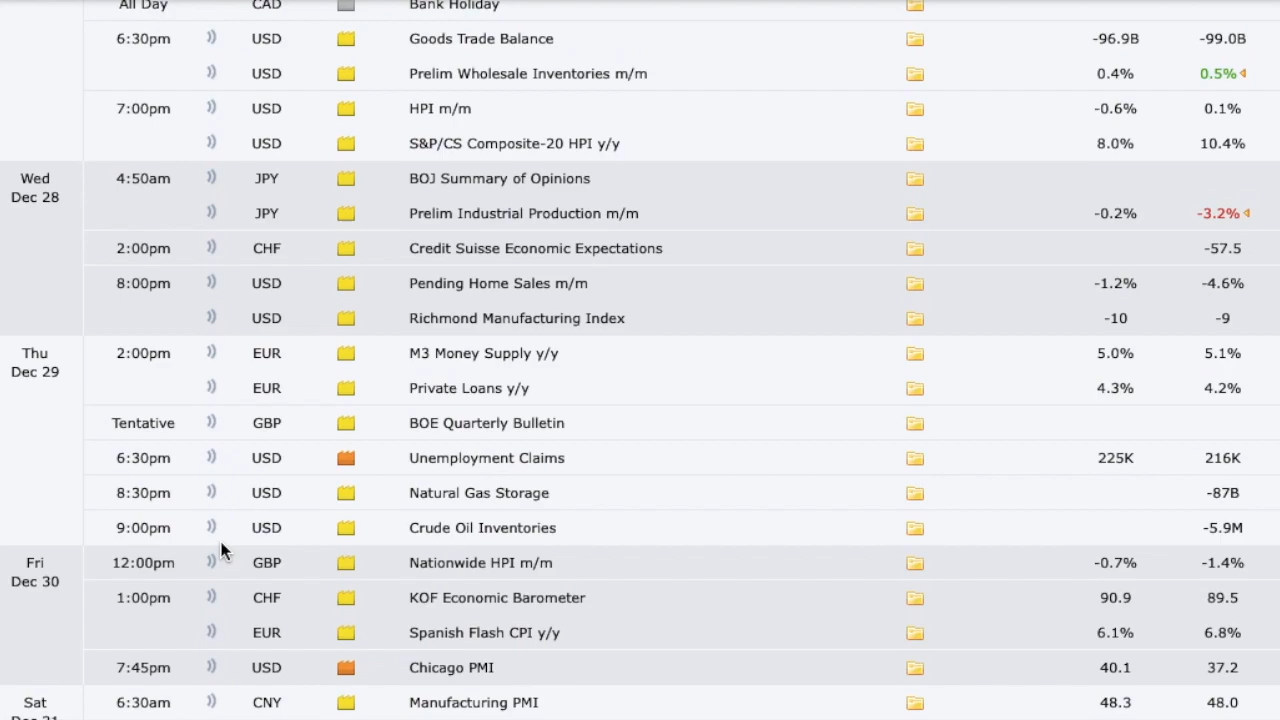 All Day CAD Bank Holiday
6:30pm USD Goods Trade Balance -96.9B -99.0B
USD Prelim Wholesale Inventories m/m 0.4% 0.5%
7:00pm USD HPI m/m -0.6% 0.1%
USD S&P/CS Composite-20 HPI y/y 8.0% 10.4%
Wed 4:50am JPY BOJ Summary of Opinions
Dec 28
JPY Prelim Industrial Production m/m -0.2% -3.2%
2:00pm CHF Credit Suisse Economic Expectations -57.5
8:00pm USD Pending Home Sales m/m -1.2% -4.6%
USD Richmond Manufacturing Index -10 -9
Thu 2:00pm EUR M3 Money Supply y/y 5.0% 5.1%
Dec 29
EUR Private Loans y/y 4.3% 4.2%
Tentative GBP BOE Quarterly Bulletin
6:30pm USD Unemployment Claims 225K 216K
8:30pm USD Natural Gas Storage -87B
9:00pm USD Crude Oil Inventories -5.9M
Fri 12:00pm GBP Nationwide HPI m/m -0.7% -1.4%
Dec 30
1:00pm CHF KOF Economic Barometer 90.9 89.5
EUR Spanish Flash CPI y/y 6.1% 6.8%
7:45pm USD Chicago PMI 40.1 37.2
Sat 6:30am CNY Manufacturing PMI 48.3 48.0
Dec 31